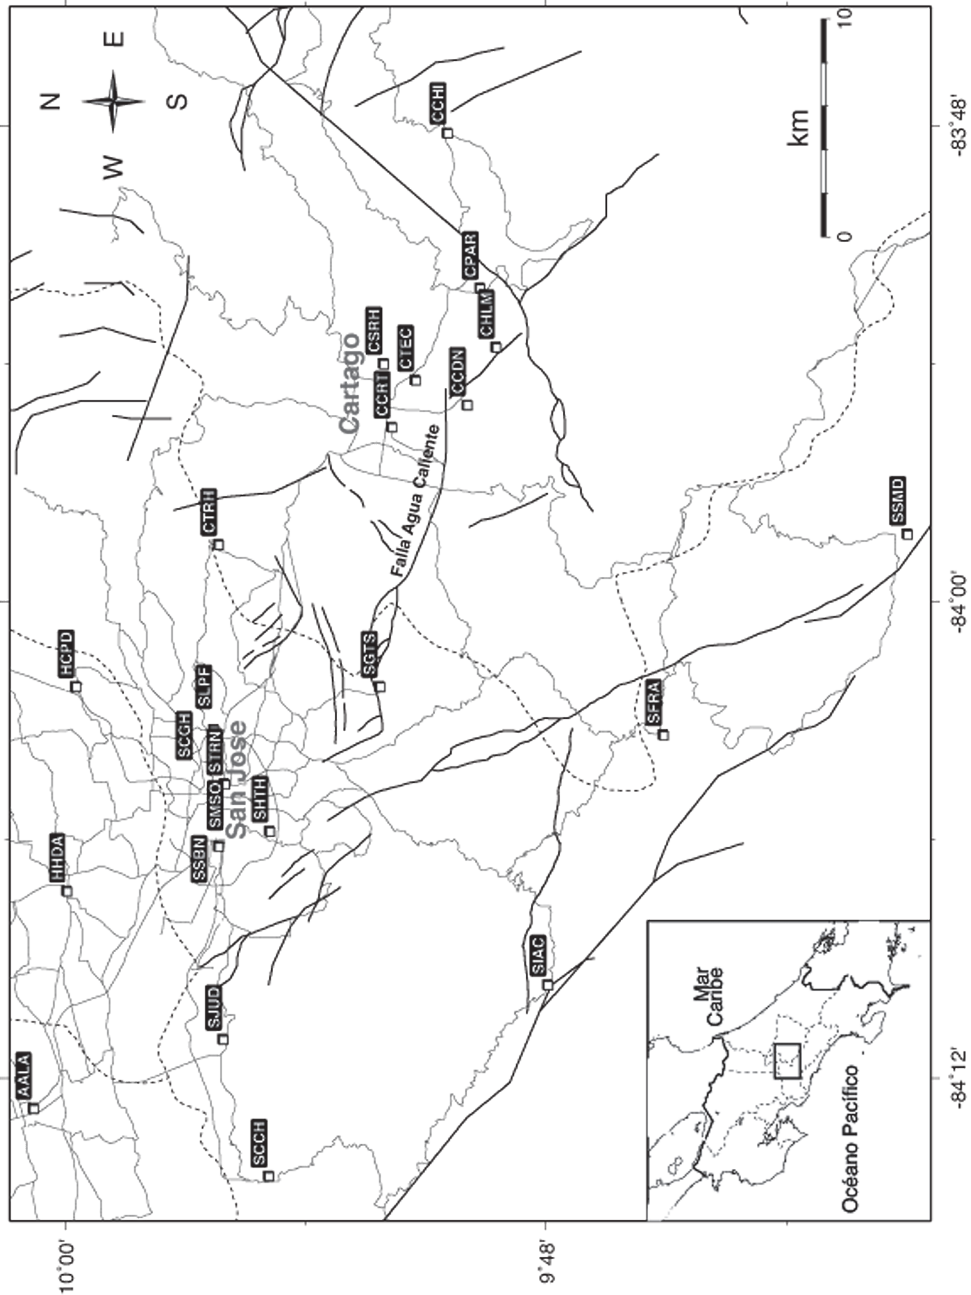 N
W
E
S
AALA
HHDA
HCPD
SCCH
SJUD
SSBN
SMSO
STRN
SCGH
SLPF
CTRH
San Jose
SHTH
SGTS
Falla Agua Caliente
Cartago
CCRT
CSRH
CTEC
CCDN
CHLM
CPAR
CCHI
SIAC
SFRA
SSMD
km
0
10
Mar
Caribe
Océano Pacífico
10˚00'
9˚48'
-84˚12'
-84˚00'
-83˚48'